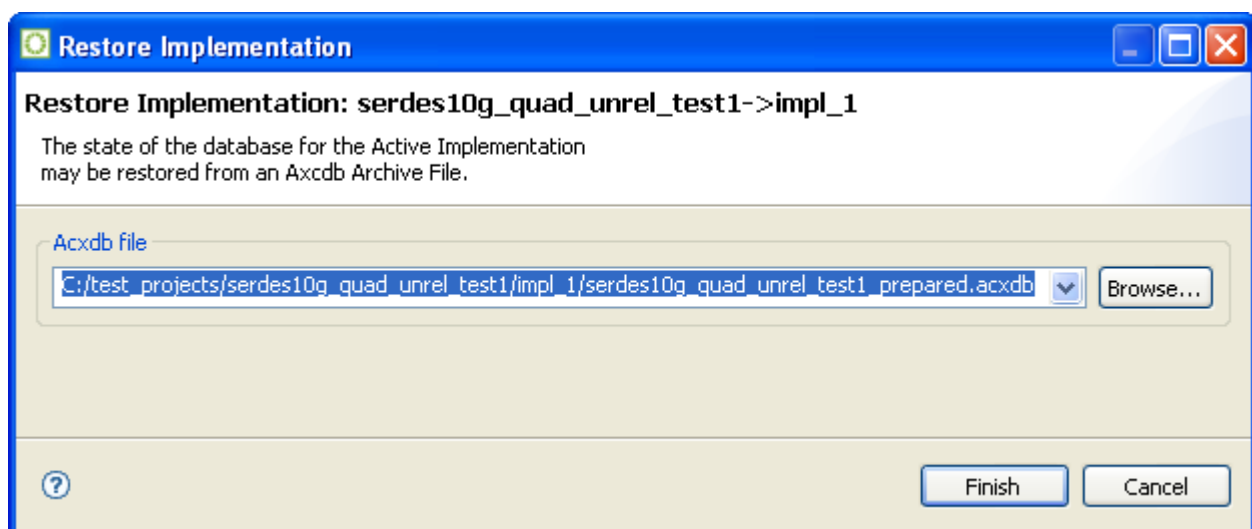 Restore Implementation
Restore Implementation: serdes10g_quad_unrel_test1->impl_1
The state of the database for the Active Implementation
may be restored from an Axcdb Archive File.
Acxdb file
C:/test_projects/serdes10g_quad_unrel_test1/impl_1/serdes10g_quad_unrel_test1_prepared.acxdb
Browse...
?
Finish
Cancel